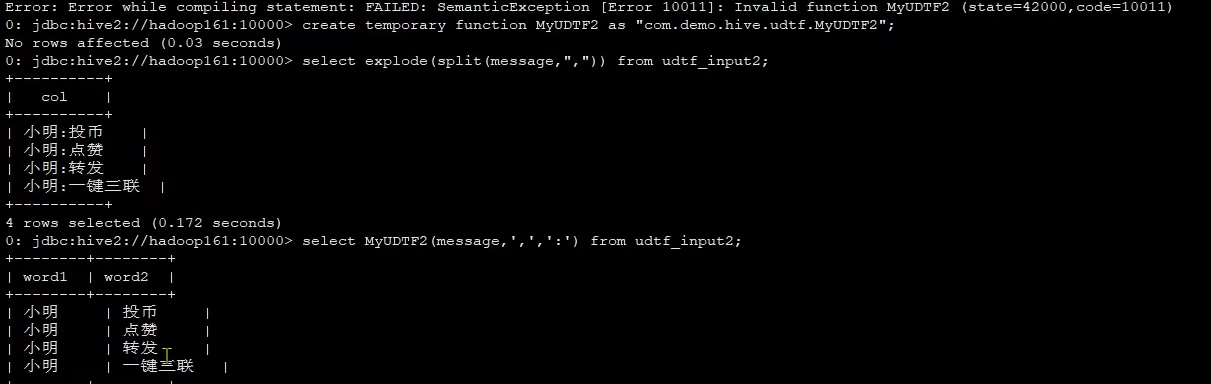 Error: Error while compiling statement: FAILED: SemanticException [Error 10011]: Invalid function MyUDTF2 (state=42000,code=10011)
0: jdbc:hive2://hadoop161:10000> create temporary function MyUDTF2 as "com.demo.hive.udtf.MyUDTF2";
No rows affected (0.03 seconds)
0: jdbc:hive2://hadoop161:10000> select explode(split(message,",")) from udtf_input2;
+----------+
|   col    |
+----------+
| 小明:投币    |
| 小明:点赞    |
| 小明:转发    |
| 小明:一键三联  |
+----------+
4 rows selected (0.172 seconds)
0: jdbc:hive2://hadoop161:10000> select MyUDTF2(message,',',':') from udtf_input2;
+--------+--------+
| word1  | word2  |
+--------+--------+
| 小明     | 投币     |
| 小明     | 点赞     |
| 小明     | 转发     |
| 小明     | 一键三联   |
+--------+--------+